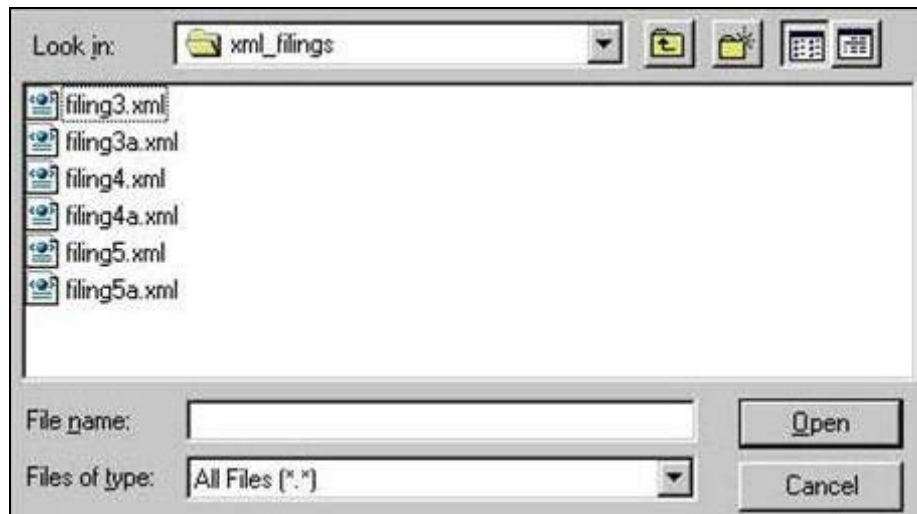 Look in: xml_filings
filing3.xml
filing3a.xml
filing4.xml
filing4a.xml
filing5.xml
filing5a.xml
File name: Open
Files of type: All Files (*.*) Cancel